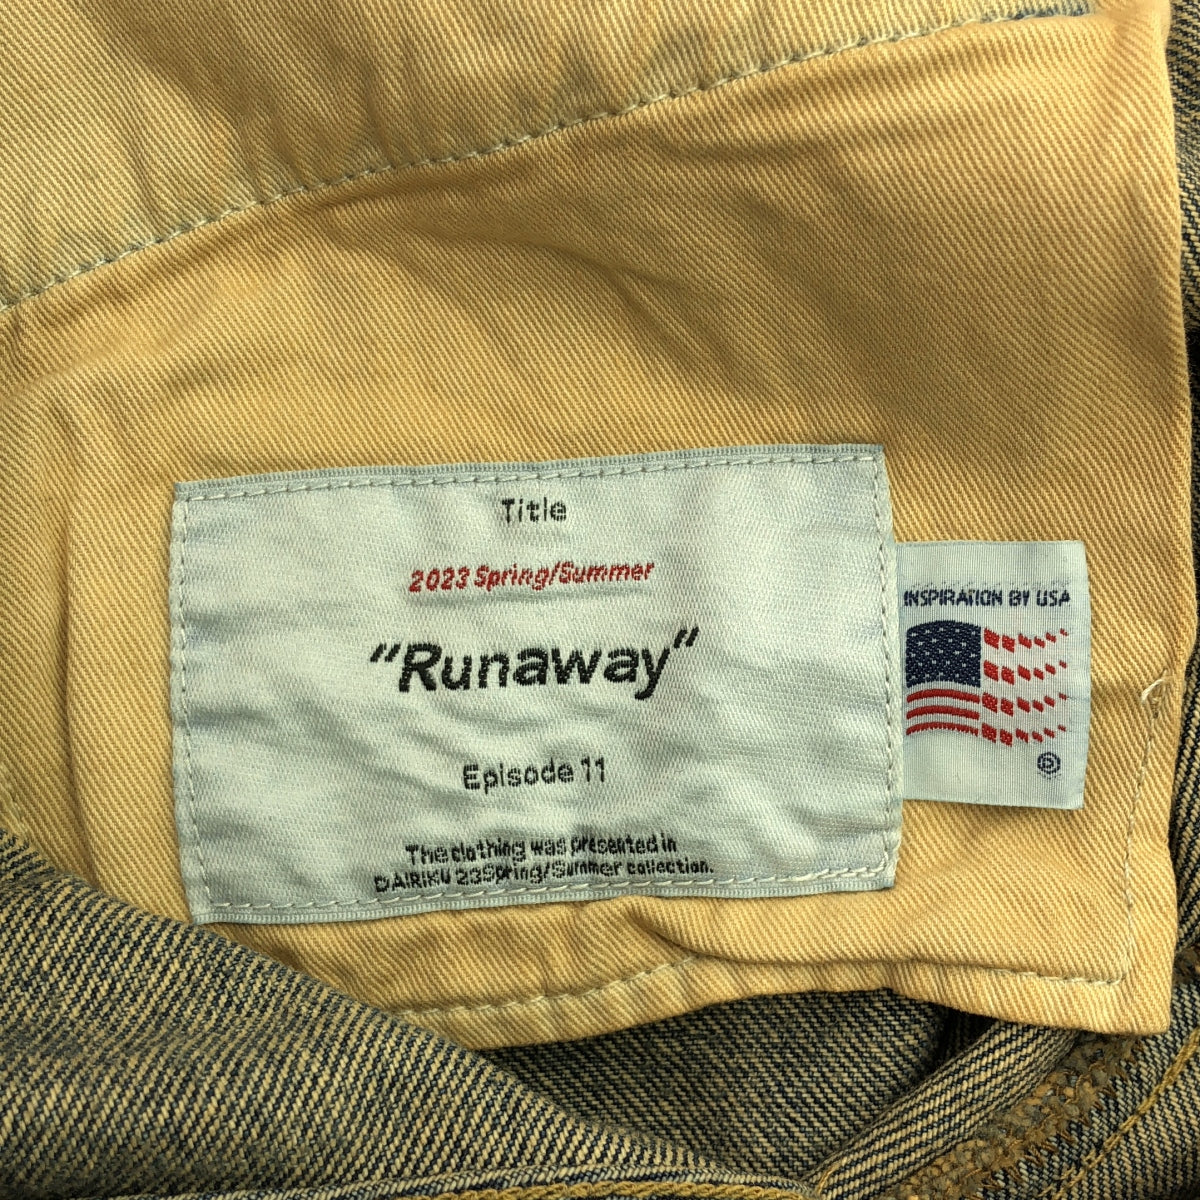 Title
2023 Spring/Summer
"Runaway"
Episode 11
The clothing was presented in
DAIRIKU 23Spring/Summer collection.
INSPIRATION BY USA